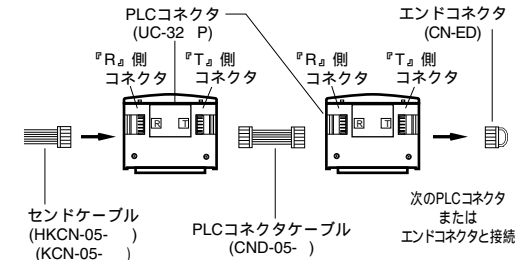 PLCコネクタ
(UC-32 P)
エンドコネクタ
(CN-ED)
『R』側
コネクタ
『T』側
コネクタ
『R』側
コネクタ
『T』側
コネクタ
R
T
R
T
センドケーブル
(HKCN-05- )
(KCN-05- )
PLCコネクタケーブル
(CND-05- )
次のPLCコネクタ
または
エンドコネクタと接続